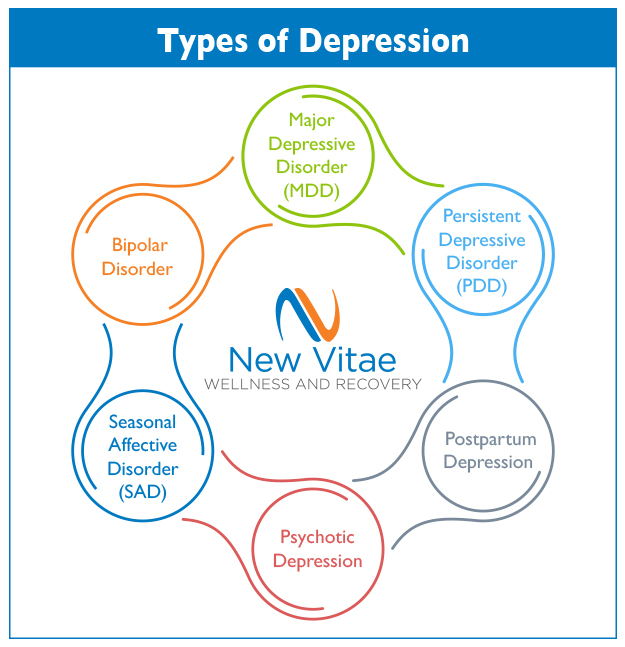 Types of Depression
Major
Depressive
Disorder
(MDD)
Persistent
Depressive
Disorder
(PDD)
Postpartum
Depression
Psychotic
Depression
Seasonal
Affective
Disorder
(SAD)
Bipolar
Disorder
New Vitae
WELLNESS AND RECOVERY